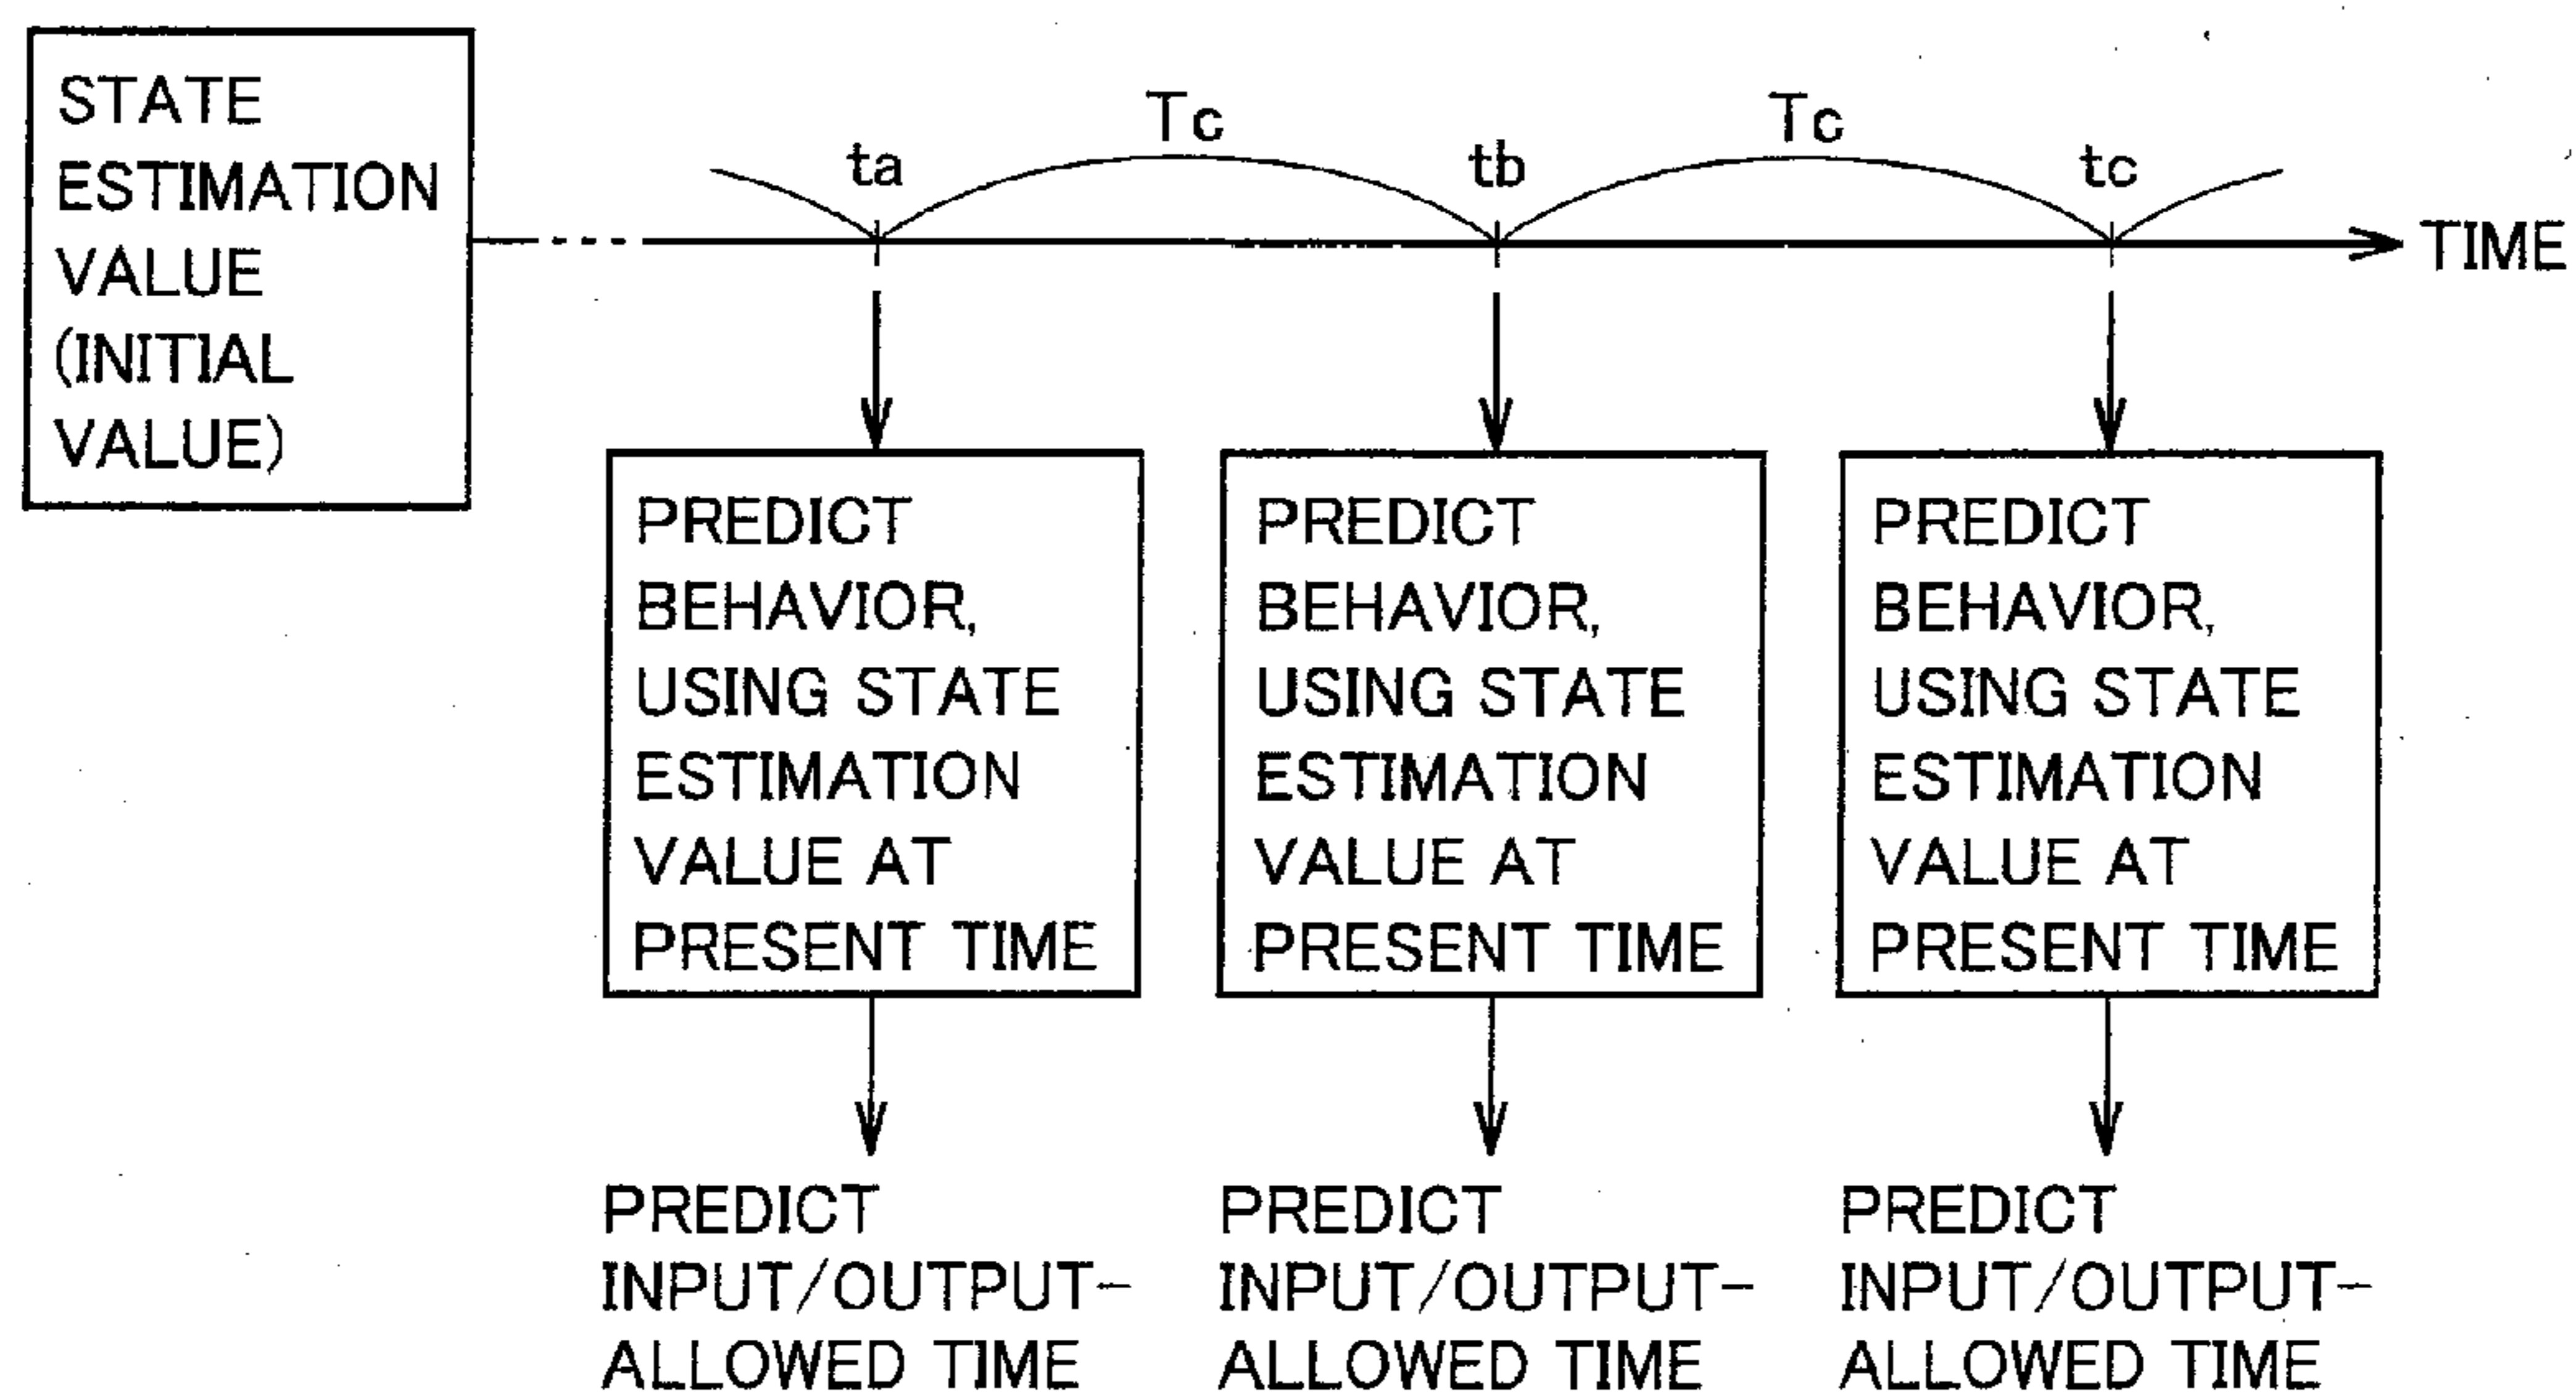 STATE
ESTIMATION
VALUE
(INITIAL
VALUE)
Tc
Tc
ta
tb
tc
TIME
PREDICT
BEHAVIOR,
USING STATE
ESTIMATION
VALUE AT
PRESENT TIME
PREDICT
BEHAVIOR,
USING STATE
ESTIMATION
VALUE AT
PRESENT TIME
PREDICT
BEHAVIOR,
USING STATE
ESTIMATION
VALUE AT
PRESENT TIME
PREDICT
INPUT/OUTPUT-
ALLOWED TIME
PREDICT
INPUT/OUTPUT-
ALLOWED TIME
PREDICT
INPUT/OUTPUT-
ALLOWED TIME